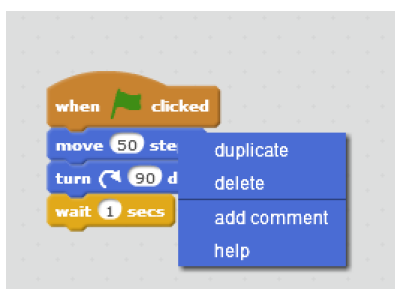 when clicked
move 50 ste
turn 90 d
wait 1 secs
duplicate
delete
add comment
help